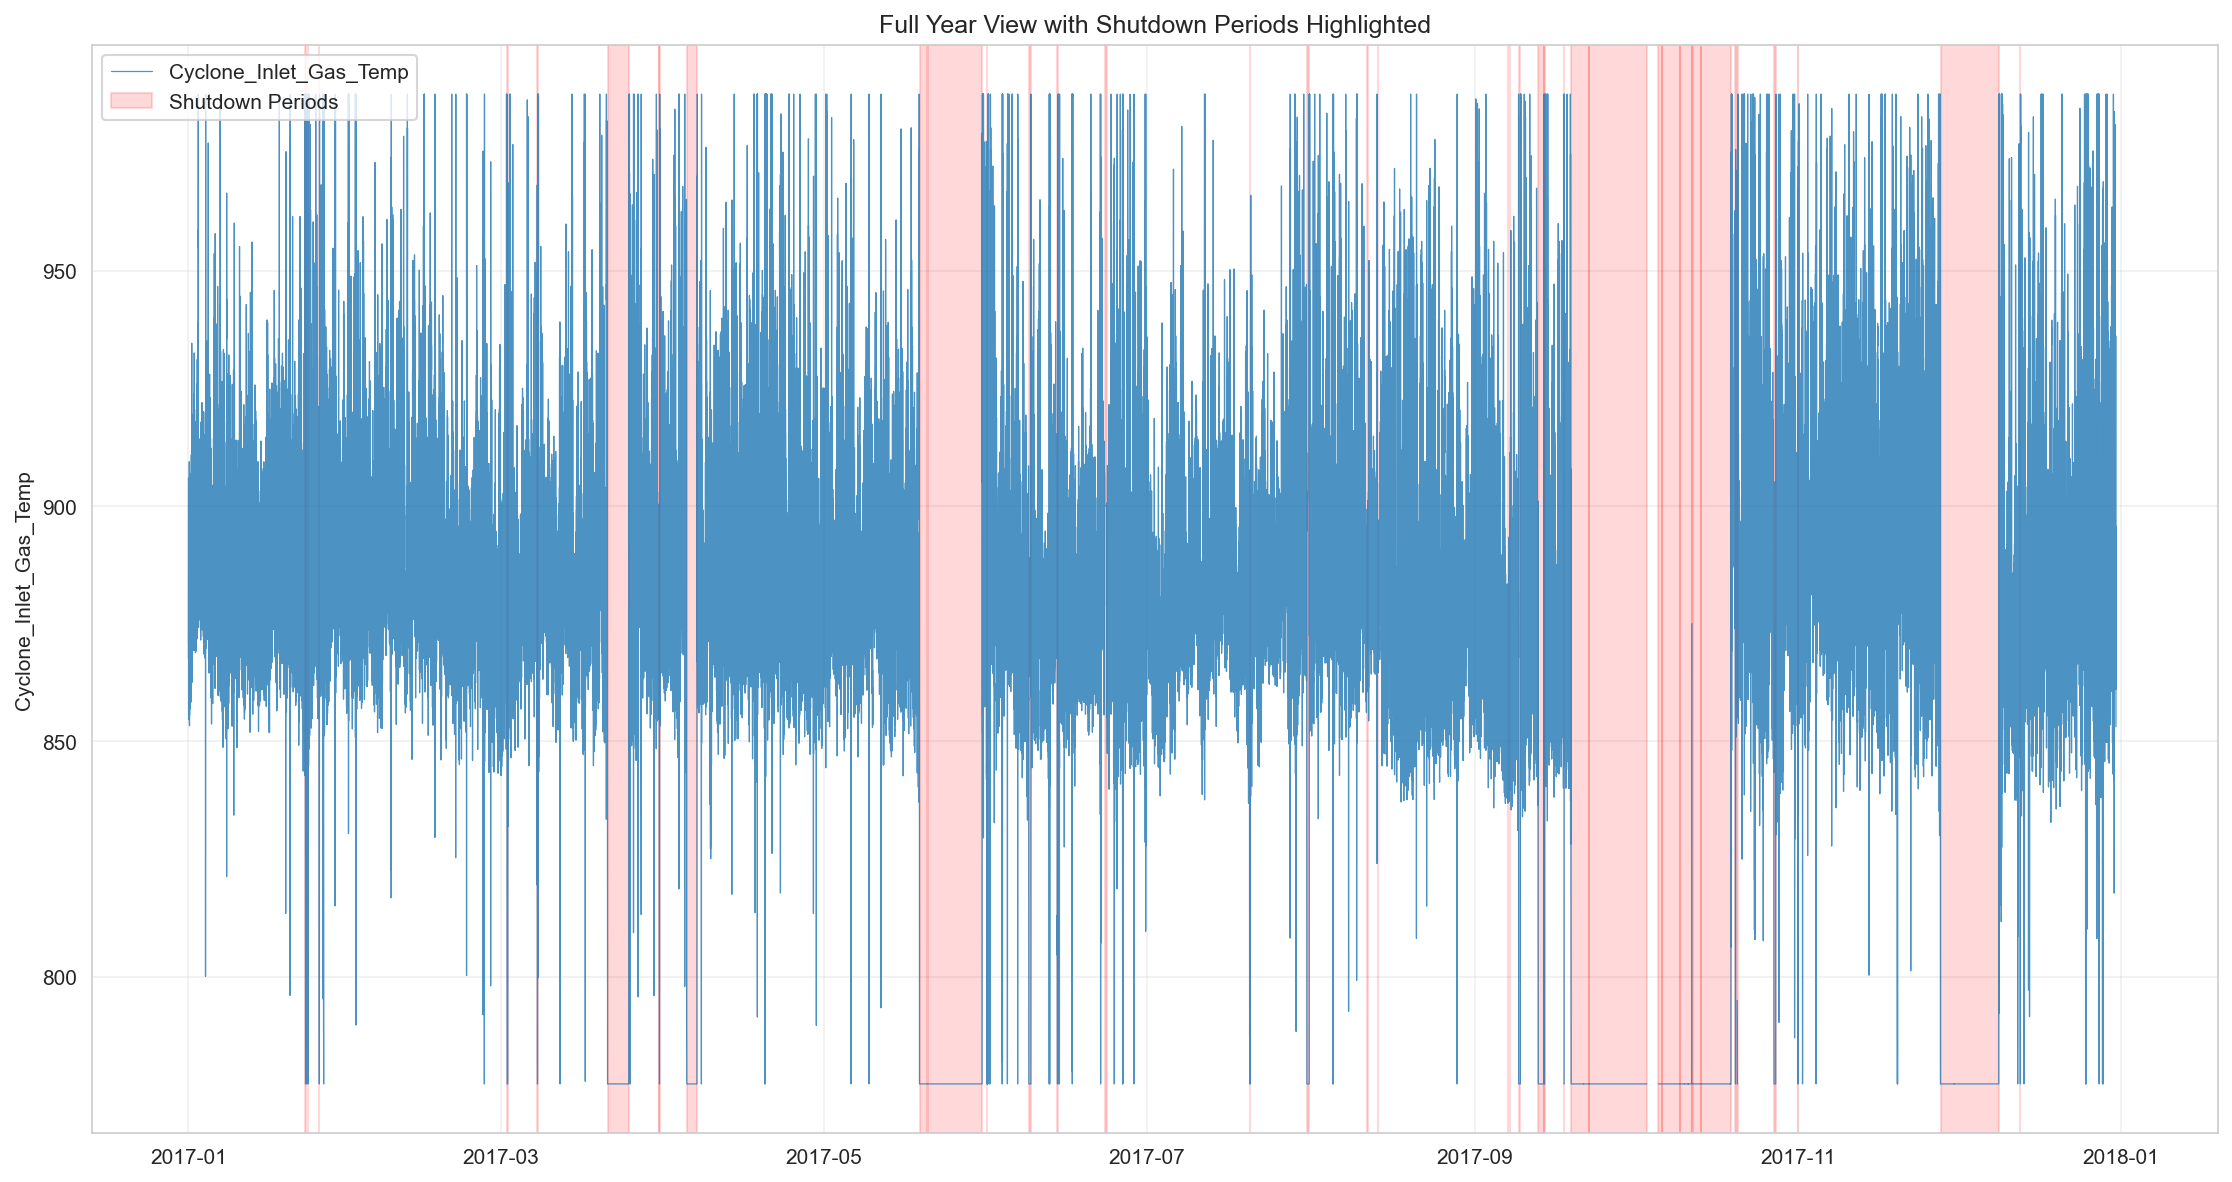 Full Year View with Shutdown Periods Highlighted
Cyclone_Inlet_Gas_Temp
Shutdown Periods
Cyclone_Inlet_Gas_Temp
950
900
850
800
2017-01
2017-03
2017-05
2017-07
2017-09
2017-11
2018-01